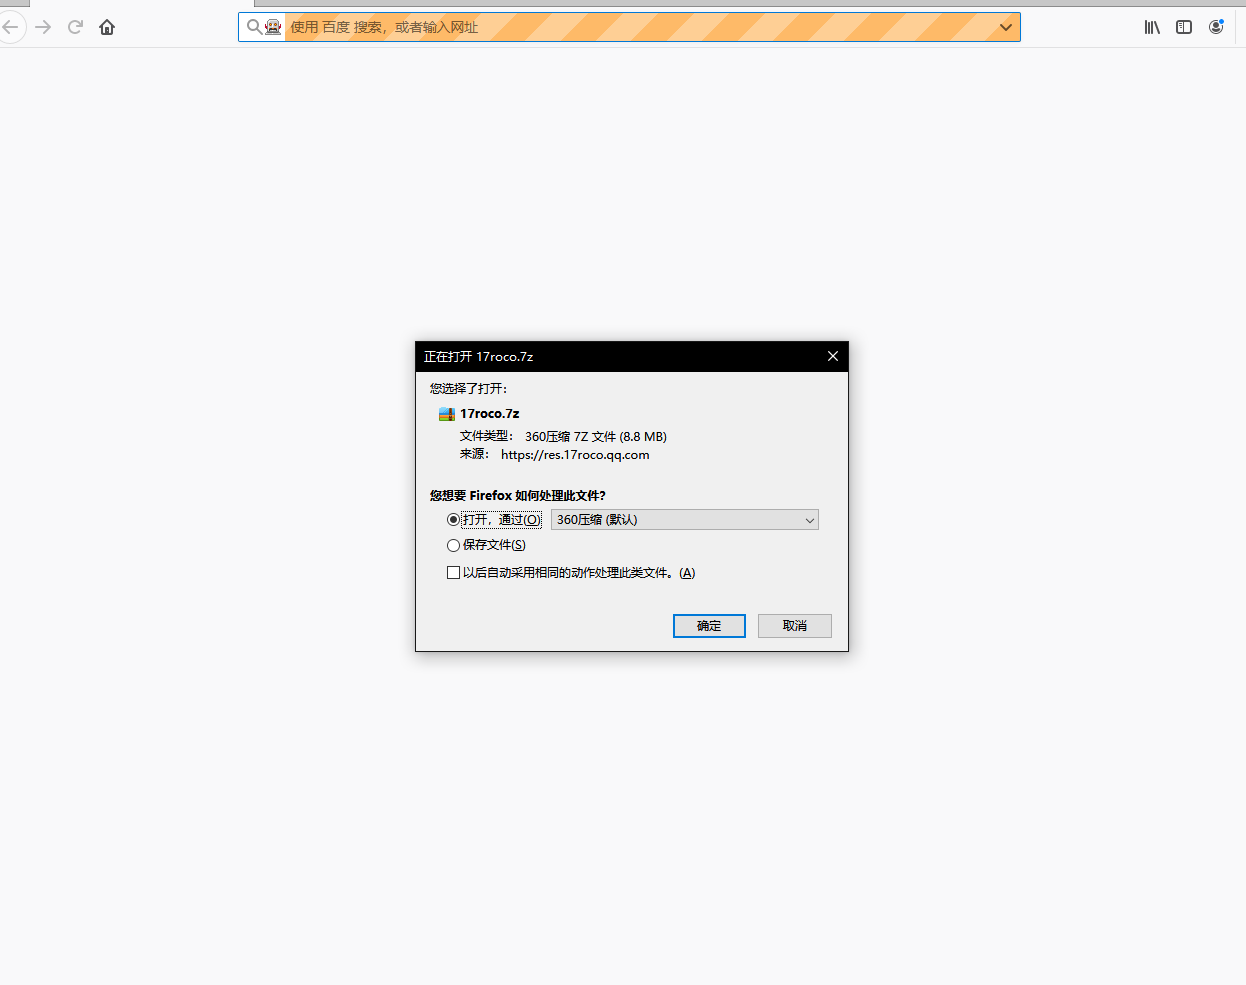 使用 百度 搜索，或者输入网址
正在打开 17roco.7z
您选择了打开：
17roco.7z
文件类型： 360压缩 7Z 文件 (8.8 MB)
来源： https://res.17roco.qq.com
您想要 Firefox 如何处理此文件？
打开，通过(O) 360压缩 (默认)
保存文件(S)
以后自动采用相同的动作处理此类文件。(A)
确定 取消